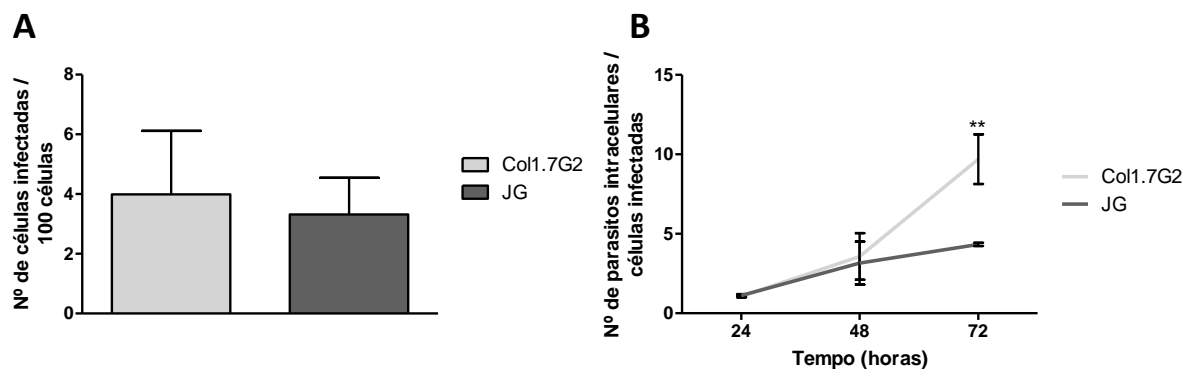 A
Nº de células infectadas /
100 células
8
6
4
2
0
Col1.7G2
JG
B
Nº de parasitos intracelulares /
células infectadas
15
10
5
0
**
24
48
72
Tempo (horas)
Col1.7G2
JG